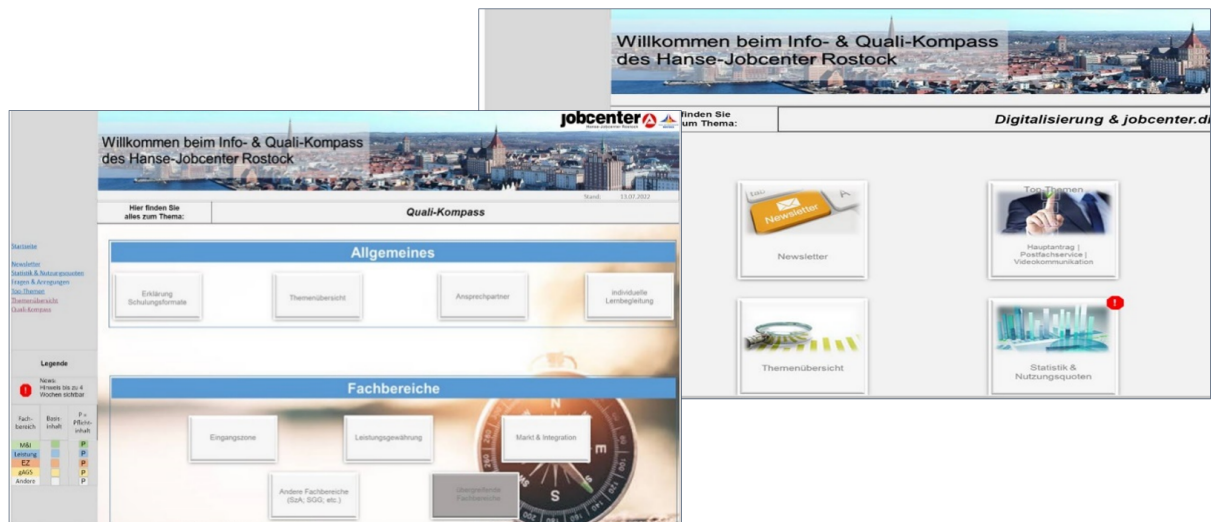 Willkommen beim Info- & Quali-Kompass
des Hanse-Jobcenter Rostock
finden Sie
um Thema:
Digitalisierung & jobcenter.di
Newsletter
Newsletter
Top-Themen
Hauptantrag |
Postfachservice |
Videokommunikation
Themenübersicht
Statistik &
Nutzungsquoten
jobcenter
Willkommen beim Info- & Quali-Kompass
des Hanse-Jobcenter Rostock
Stand: 13.07.2022
Hier finden Sie
alles zum Thema:
Quali-Kompass
Startseite
Newsletter
Statistik & Nutzungsquoten
Fragen & Anregungen
Top-Themen
Themenübersicht
Quali-Kompass
Legende
News:
Hinweis bis zu 4
Wochen sichtbar
Fach-
bereich
Basis-
inhalt
P =
Pflicht-
inhalt
M&I P
Leistung P
EZ P
gAGS P
Andere P
Allgemeines
Erklärung
Schulungsformate
Themenübersicht
Ansprechpartner
individuelle
Lernbegleitung
Fachbereiche
Eingangszone
Leistungsgewährung
Markt & Integration
Andere Fachbereiche
(SzA; SGG; etc.)
übergreifende
Fachbereiche